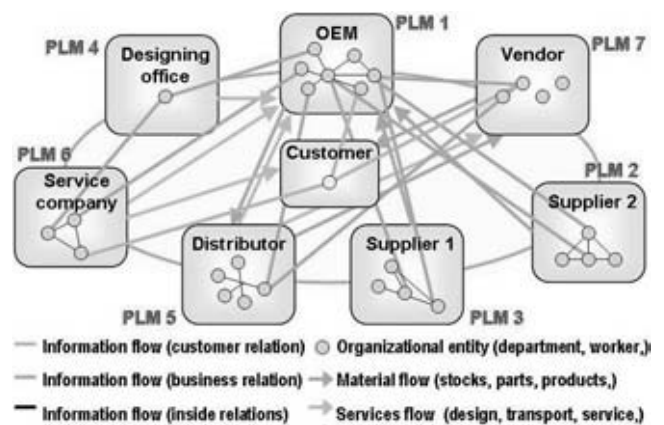 PLM 4
OEM
PLM 1
PLM 7
Designing
office
Vendor
PLM 6
Customer
PLM 2
Service
company
Supplier 2
Distributor
Supplier 1
PLM 5
PLM 3
Information flow (customer relation)
Organizational entity (department, worker,)
Information flow (business relation)
Material flow (stocks, parts, products,)
Information flow (inside relations)
Services flow (design, transport, service,)